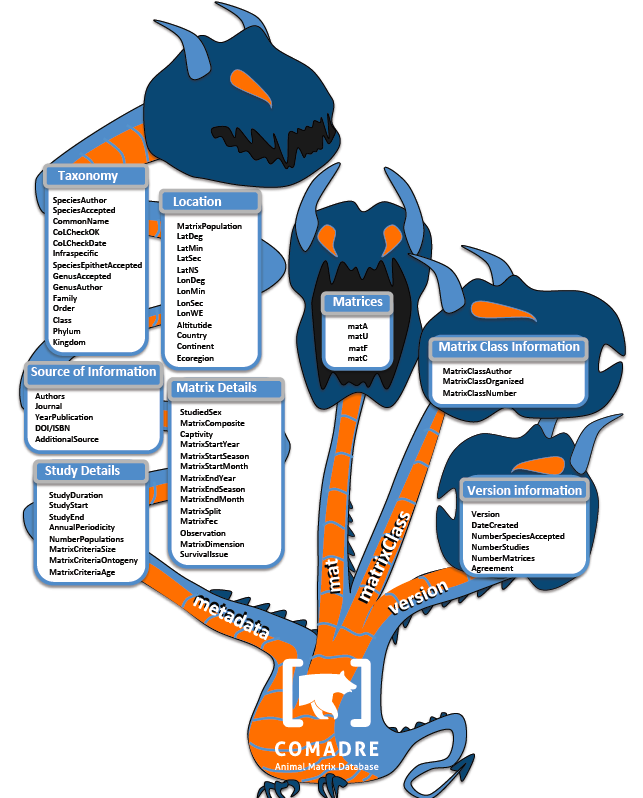 Taxonomy
SpeciesAuthor
SpeciesAccepted
CommonName
CoLCheckOK
CoLCheckDate
Infraspecific
SpeciesEpithetAccepted
GenusAccepted
GenusAuthor
Family
Order
Class
Phylum
Kingdom
Location
MatrixPopulation
LatDeg
LatMin
LatSec
LatNS
LonDeg
LonMin
LonSec
LonWE
Altitutide
Country
Continent
Ecoregion
Matrices
matA
matU
matF
matC
Matrix Class Information
MatrixClassAuthor
MatrixClassOrganized
MatrixClassNumber
Source of Information
Authors
Journal
YearPublication
DOI/ISBN
AdditionalSource
Matrix Details
StudiedSex
MatrixComposite
Captivity
MatrixStartYear
MatrixStartSeason
MatrixStartMonth
MatrixEndYear
MatrixEndSeason
MatrixEndMonth
MatrixSplit
MatrixFec
Observation
MatrixDimension
SurvivalIssue
Study Details
StudyDuration
StudyStart
StudyEnd
AnnualPeriodicity
NumberPopulations
MatrixCriteriaSize
MatrixCriteriaOntogeny
MatrixCriteriaAge
Version information
Version
DateCreated
NumberSpeciesAccepted
NumberStudies
NumberMatrices
Agreement
metadata
mat
matrixClass
version
COMADRE
Animal Matrix Database